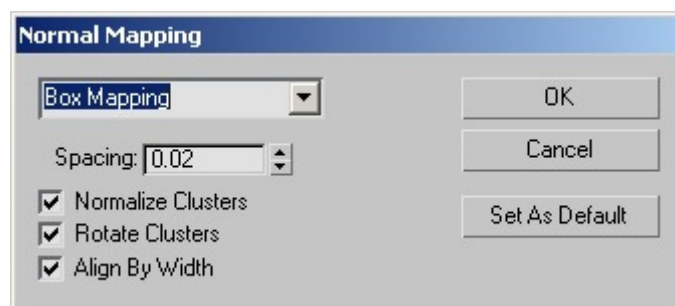 Normal Mapping
Box Mapping
OK
Spacing: 0.02
Cancel
Normalize Clusters
Rotate Clusters
Set As Default
Align By Width